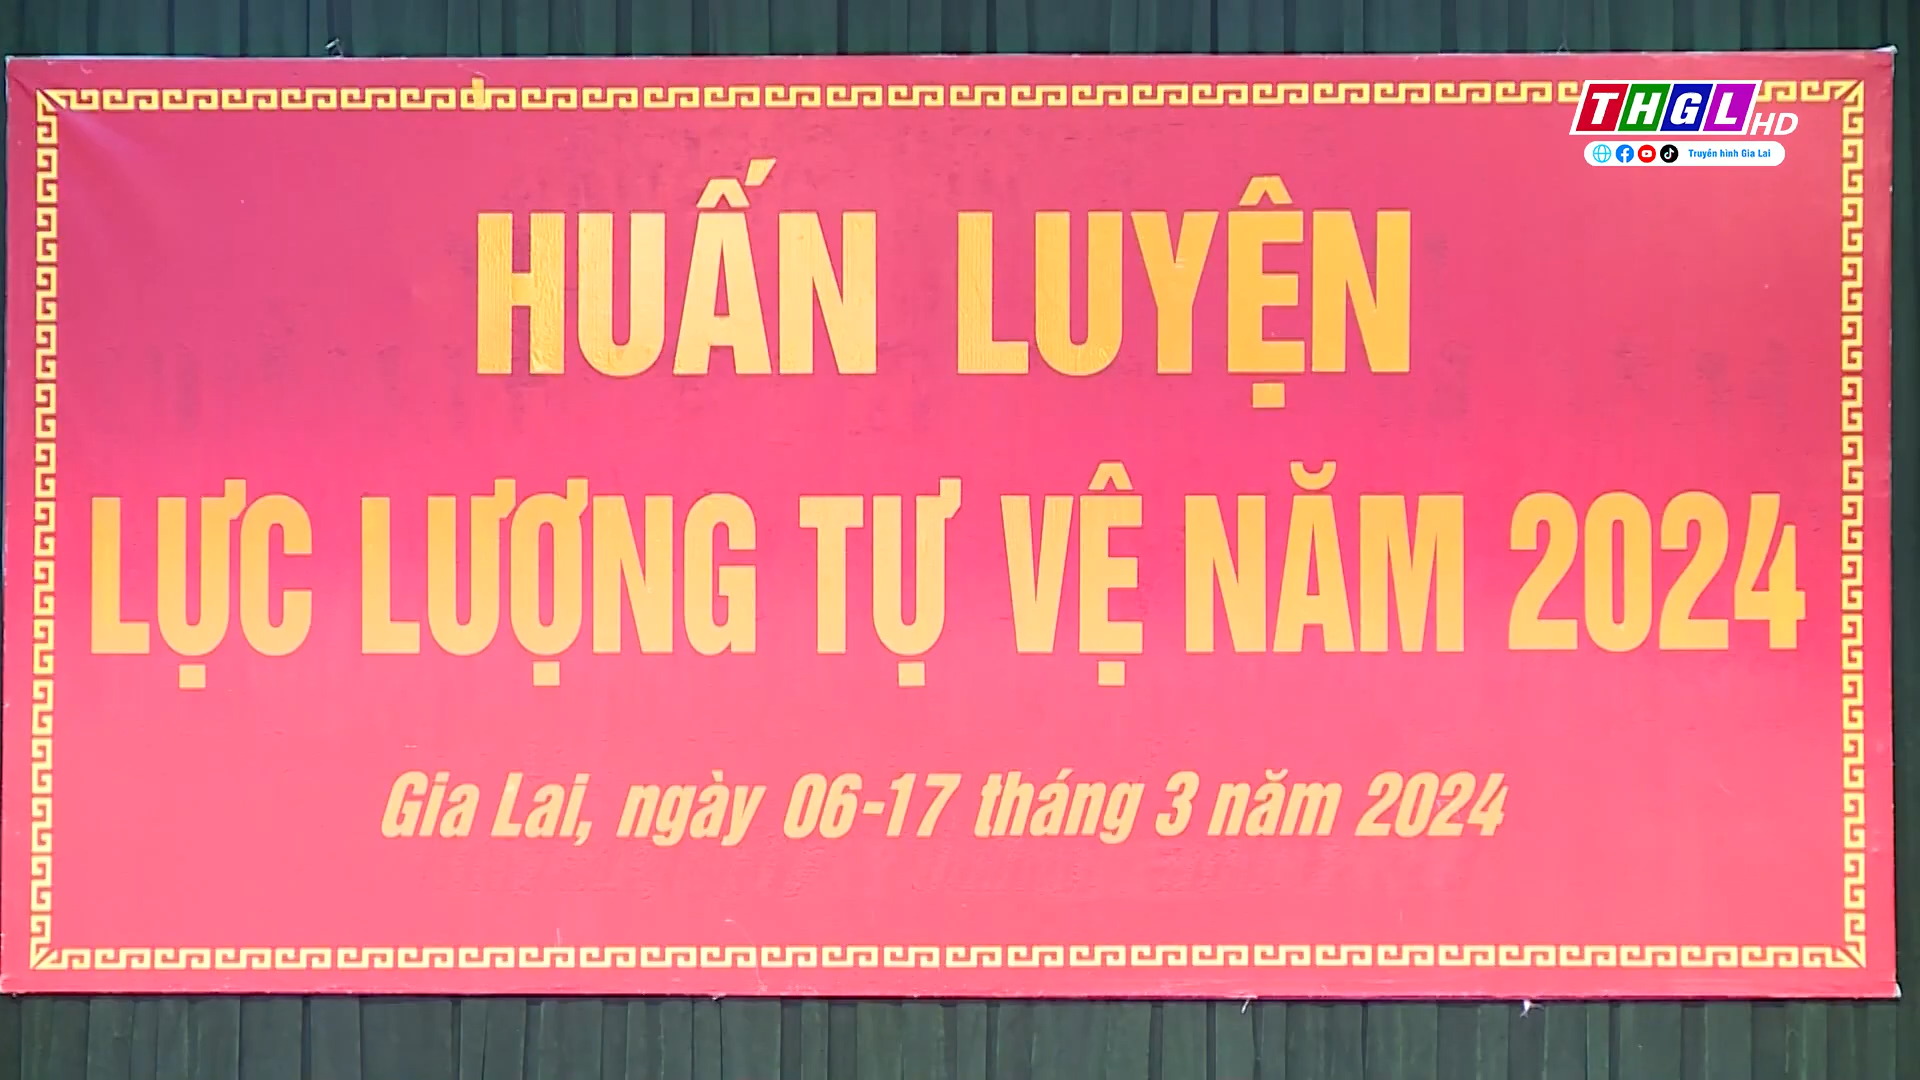 THGL HD
Truyền hình Gia Lai
HUẤN LUYỆN
LỰC LƯỢNG TỰ VỆ NĂM 2024
Gia Lai, ngày 06-17 tháng 3 năm 2024